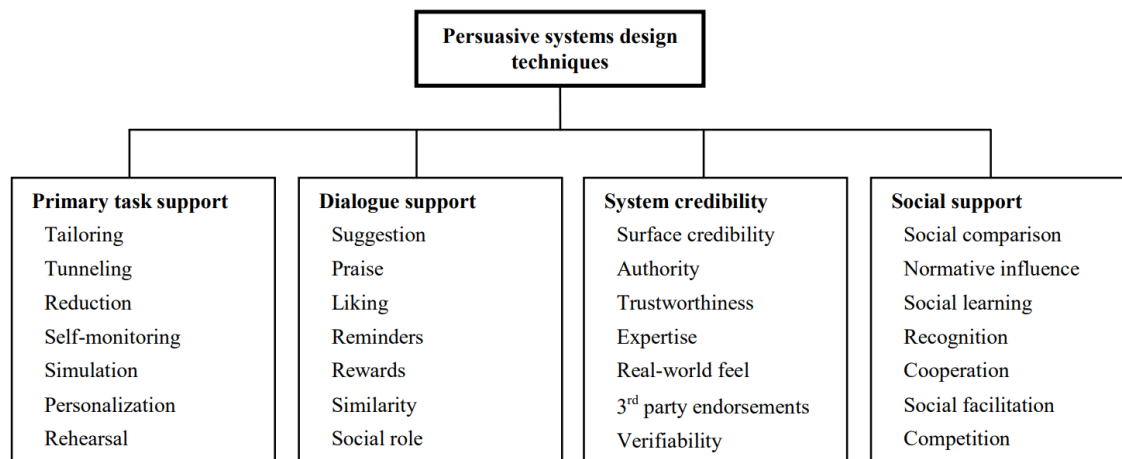 Persuasive systems design
techniques
Primary task support
Tailoring
Tunneling
Reduction
Self-monitoring
Simulation
Personalization
Rehearsal
Dialogue support
Suggestion
Praise
Liking
Reminders
Rewards
Similarity
Social role
System credibility
Surface credibility
Authority
Trustworthiness
Expertise
Real-world feel
3rd party endorsements
Verifiability
Social support
Social comparison
Normative influence
Social learning
Recognition
Cooperation
Social facilitation
Competition